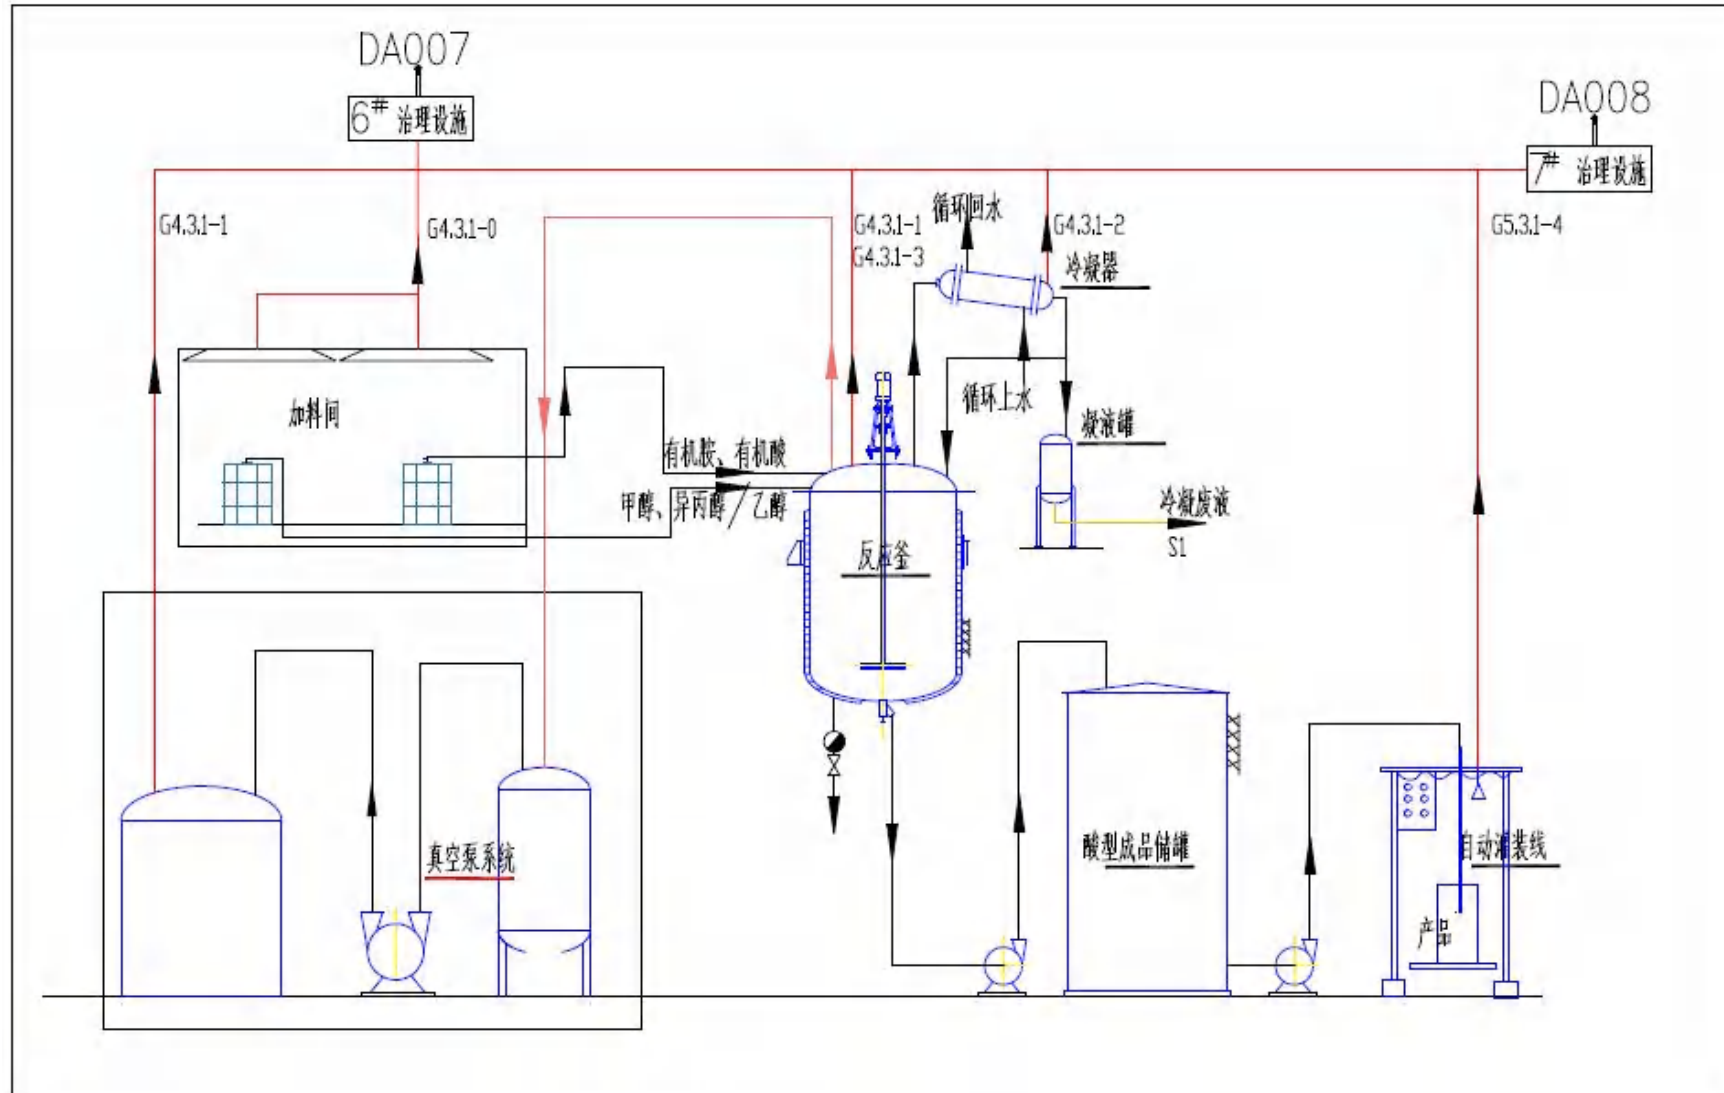 DA007
6# 治理设施
DA008
7# 治理设施
G4.3.1-1
G4.3.1-0
循环回水
G4.3.1-1
G4.3.1-3
G4.3.1-2
G5.3.1-4
冷凝器
加料间
循环上水
凝液罐
有机胺、有机酸
甲醇、异丙醇/乙醇
冷凝废液
S1
反应釜
真空泵系统
酸型成品储罐
自动灌装线
产品